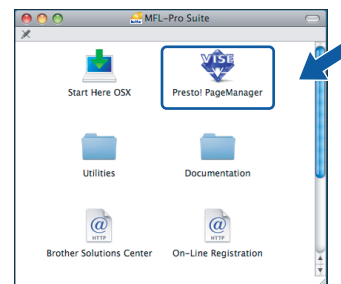 MFL-Pro Suite
VISE
Start Here OSX
Presto! PageManager
Utilities
Documentation
@
HTTP
@
HTTP
Brother Solutions Center
On-Line Registration